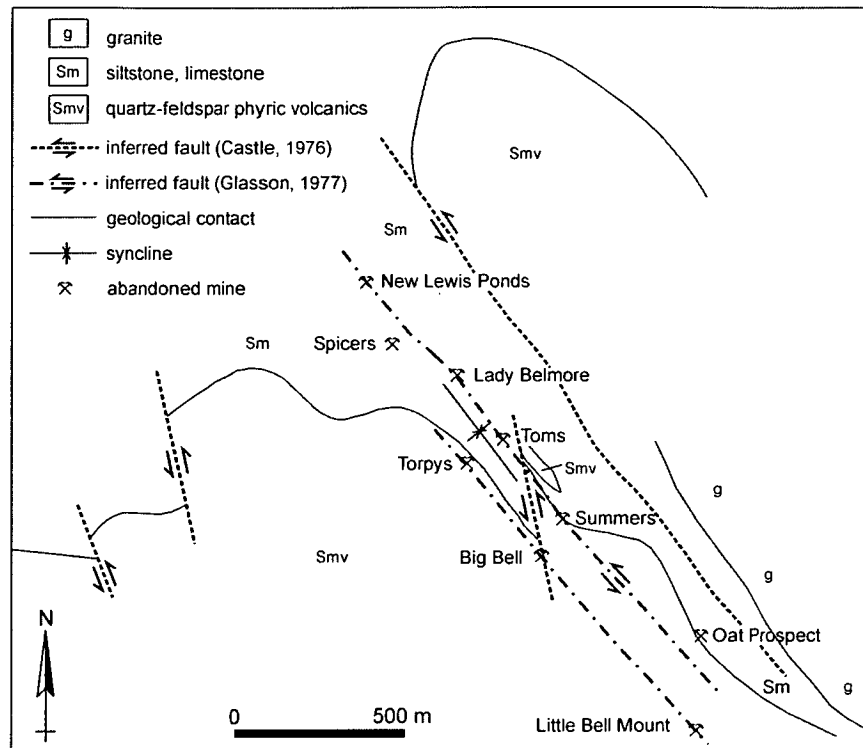 g granite
Sm siltstone, limestone
Smv quartz-feldspar phyric volcanics
inferred fault (Castle, 1976)
inferred fault (Glasson, 1977)
geological contact
syncline
abandoned mine
Smv
Sm
New Lewis Ponds
Sm
Spicers
Lady Belmore
Toms
Smv
Torpys
g
Summers
Smv
Big Bell
g
N
Oat Prospect
Sm
g
0 500 m
Little Bell Mount